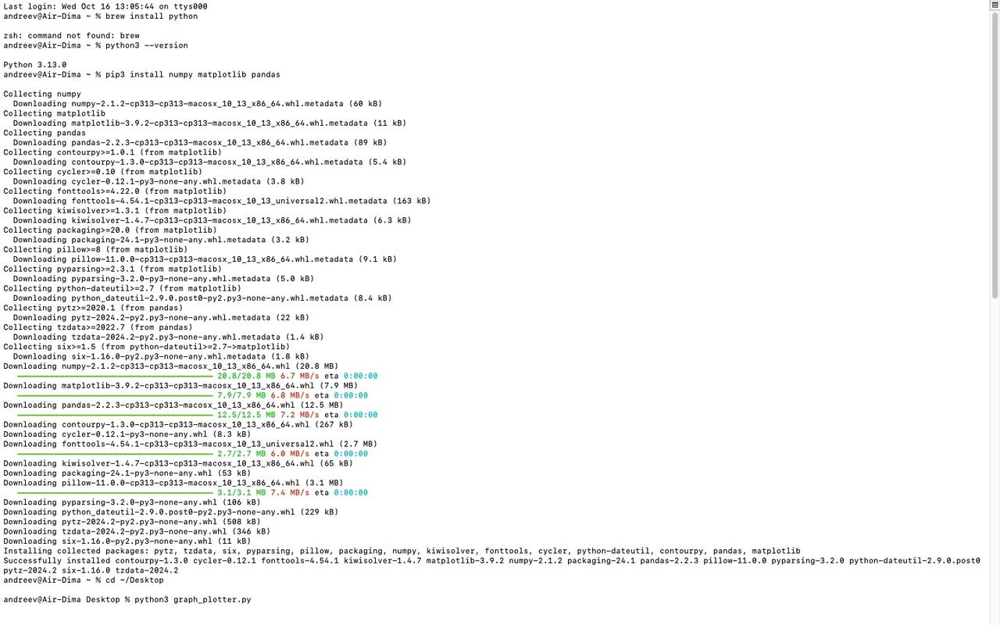 Last login: Wed Oct 16 13:05:44 on ttys000
andreev@Air-Dima ~ % brew install python
zsh: command not found: brew
andreev@Air-Dima ~ % python3 --version
Python 3.13.0
andreev@Air-Dima ~ % pip3 install numpy matplotlib pandas
Collecting numpy
  Downloading numpy-2.1.2-cp313-cp313-macosx_10_13_x86_64.whl.metadata (60 kB)
Collecting matplotlib
  Downloading matplotlib-3.9.2-cp313-cp313-macosx_10_13_x86_64.whl.metadata (11 kB)
Collecting pandas
  Downloading pandas-2.2.3-cp313-cp313-macosx_10_13_x86_64.whl.metadata (89 kB)
Collecting contourpy>=1.0.1 (from matplotlib)
  Downloading contourpy-1.3.0-cp313-cp313-macosx_10_13_x86_64.whl.metadata (5.4 kB)
Collecting cycler>=0.10 (from matplotlib)
  Downloading cycler-0.12.1-py3-none-any.whl.metadata (3.8 kB)
Collecting fonttools>=4.22.0 (from matplotlib)
  Downloading fonttools-4.54.1-cp313-cp313-macosx_10_13_universal2.whl.metadata (163 kB)
Collecting kiwisolver>=1.3.1 (from matplotlib)
  Downloading kiwisolver-1.4.7-cp313-cp313-macosx_10_13_x86_64.whl.metadata (6.3 kB)
Collecting packaging>=20.0 (from matplotlib)
  Downloading packaging-24.1-py3-none-any.whl.metadata (3.2 kB)
Collecting pillow>=8 (from matplotlib)
  Downloading pillow-11.0.0-cp313-cp313-macosx_10_13_x86_64.whl.metadata (9.1 kB)
Collecting pyparsing>=2.3.1 (from matplotlib)
  Downloading pyparsing-3.2.0-py3-none-any.whl.metadata (5.0 kB)
Collecting python-dateutil>=2.7 (from matplotlib)
  Downloading python_dateutil-2.9.0.post0-py2.py3-none-any.whl.metadata (8.4 kB)
Collecting pytz>=2020.1 (from pandas)
  Downloading pytz-2024.2-py2.py3-none-any.whl.metadata (22 kB)
Collecting tzdata>=2022.7 (from pandas)
  Downloading tzdata-2024.2-py2.py3-none-any.whl.metadata (1.4 kB)
Collecting six>=1.5 (from python-dateutil>=2.7->matplotlib)
  Downloading six-1.16.0-py2.py3-none-any.whl.metadata (1.8 kB)
Downloading numpy-2.1.2-cp313-cp313-macosx_10_13_x86_64.whl (20.8 MB)
20.8/20.8 MB 6.7 MB/s eta 0:00:00
Downloading matplotlib-3.9.2-cp313-cp313-macosx_10_13_x86_64.whl (7.9 MB)
7.9/7.9 MB 6.8 MB/s eta 0:00:00
Downloading pandas-2.2.3-cp313-cp313-macosx_10_13_x86_64.whl (12.5 MB)
12.5/12.5 MB 7.2 MB/s eta 0:00:00
Downloading contourpy-1.3.0-cp313-cp313-macosx_10_13_x86_64.whl (267 kB)
Downloading cycler-0.12.1-py3-none-any.whl (8.3 kB)
Downloading fonttools-4.54.1-cp313-cp313-macosx_10_13_universal2.whl (2.7 MB)
2.7/2.7 MB 6.0 MB/s eta 0:00:00
Downloading kiwisolver-1.4.7-cp313-cp313-macosx_10_13_x86_64.whl (65 kB)
Downloading packaging-24.1-py3-none-any.whl (53 kB)
Downloading pillow-11.0.0-cp313-cp313-macosx_10_13_x86_64.whl (3.1 MB)
3.1/3.1 MB 7.4 MB/s eta 0:00:00
Downloading pyparsing-3.2.0-py3-none-any.whl (106 kB)
Downloading python_dateutil-2.9.0.post0-py2.py3-none-any.whl (229 kB)
Downloading pytz-2024.2-py2.py3-none-any.whl (508 kB)
Downloading tzdata-2024.2-py2.py3-none-any.whl (346 kB)
Downloading six-1.16.0-py2.py3-none-any.whl (11 kB)
Installing collected packages: pytz, tzdata, six, pyparsing, pillow, packaging, numpy, kiwisolver, fonttools, cycler, python-dateutil, contourpy, pandas, matplotlib
Successfully installed contourpy-1.3.0 cycler-0.12.1 fonttools-4.54.1 kiwisolver-1.4.7 matplotlib-3.9.2 numpy-2.1.2 packaging-24.1 pandas-2.2.3 pillow-11.0.0 pyparsing-3.2.0 python-dateutil-2.9.0.post0
pytz-2024.2 six-1.16.0 tzdata-2024.2
andreev@Air-Dima ~ % cd ~/Desktop
andreev@Air-Dima Desktop % python3 graph_plotter.py